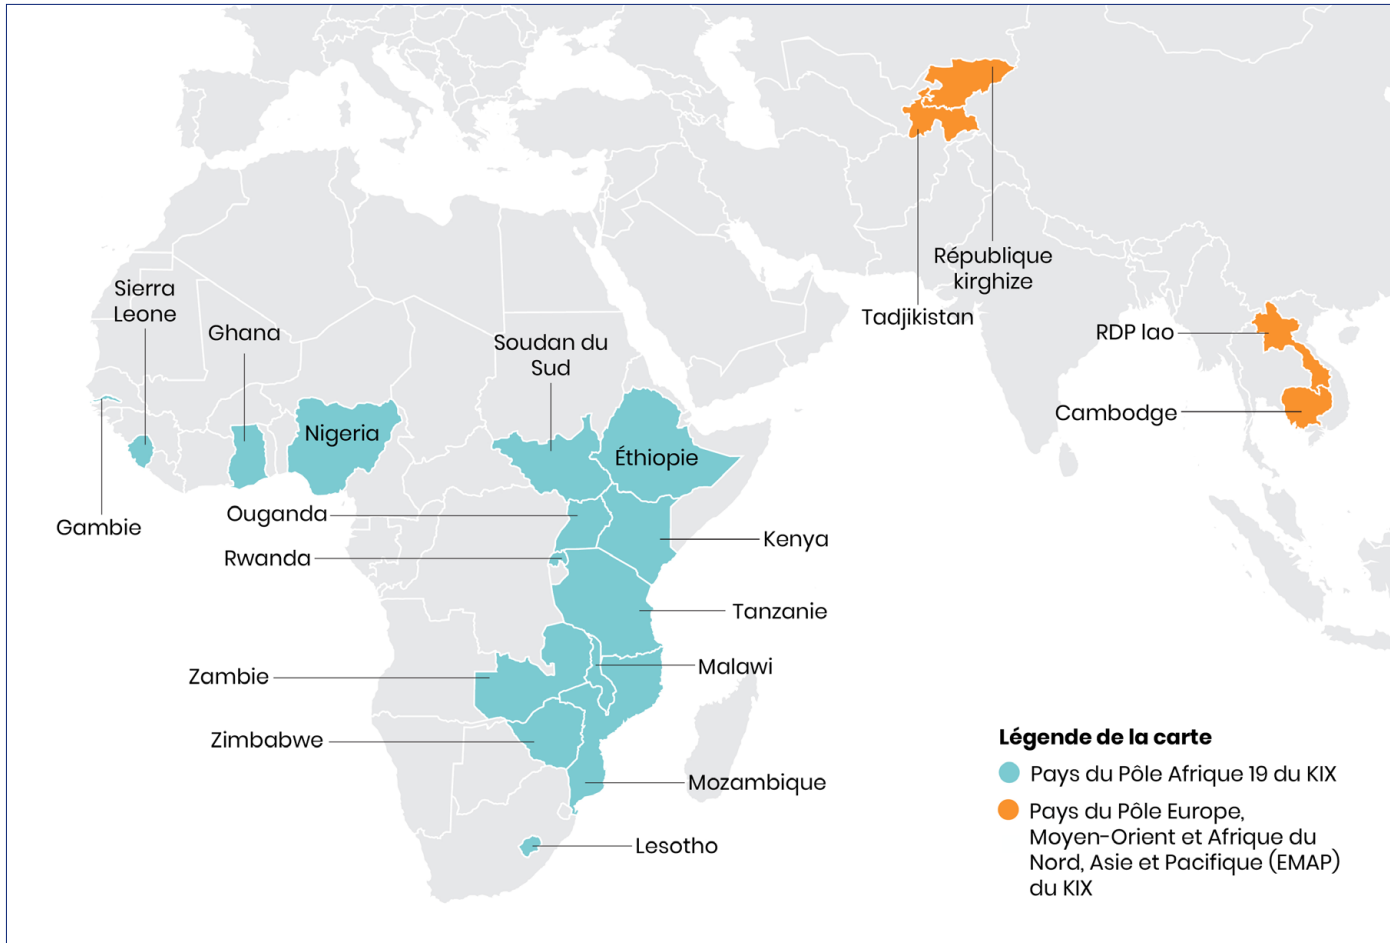 République
kirghize
Tadjikistan
RDP lao
Cambodge
Sierra
Leone
Ghana
Soudan du
Sud
Nigeria
Éthiopie
Gambie
Ouganda
Kenya
Rwanda
Tanzanie
Malawi
Zambie
Zimbabwe
Mozambique
Lesotho
Légende de la carte
Pays du Pôle Afrique 19 du KIX
Pays du Pôle Europe,
Moyen-Orient et Afrique du
Nord, Asie et Pacifique (EMAP)
du KIX